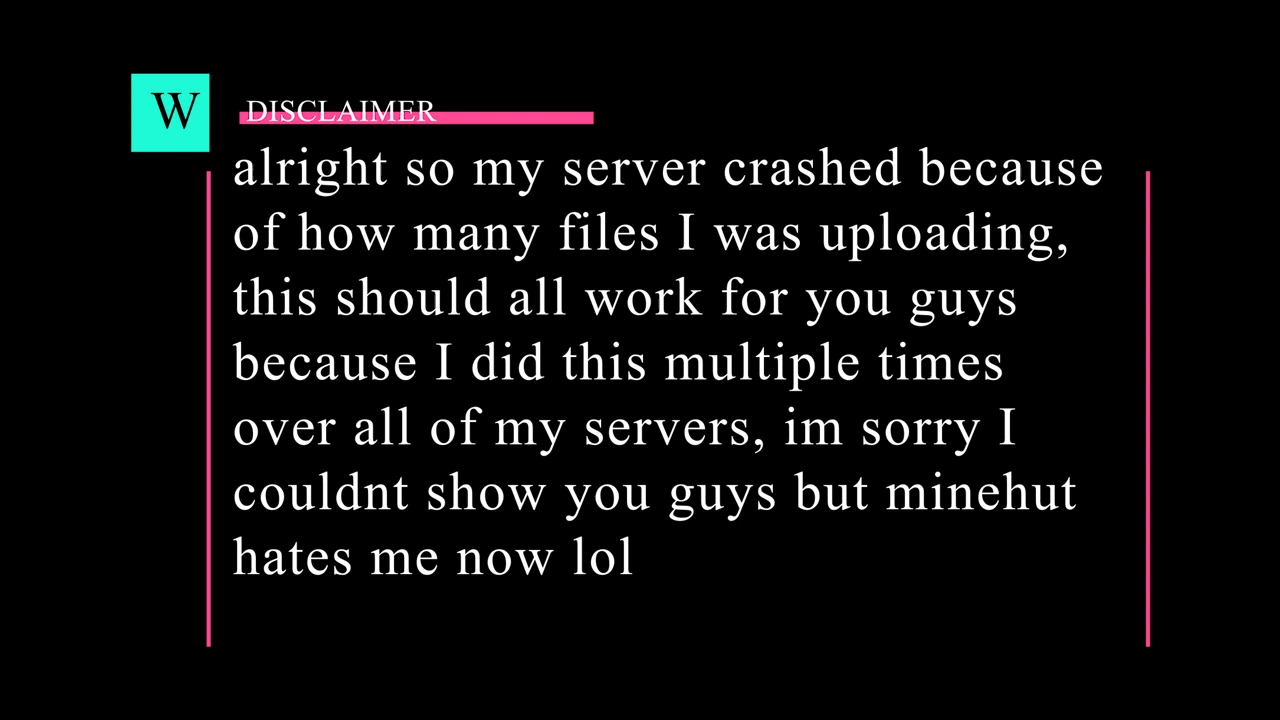 W
DISCLAIMER
alright so my server crashed because
of how many files I was uploading,
this should all work for you guys
because I did this multiple times
over all of my servers, im sorry I
couldnt show you guys but minehut
hates me now lol